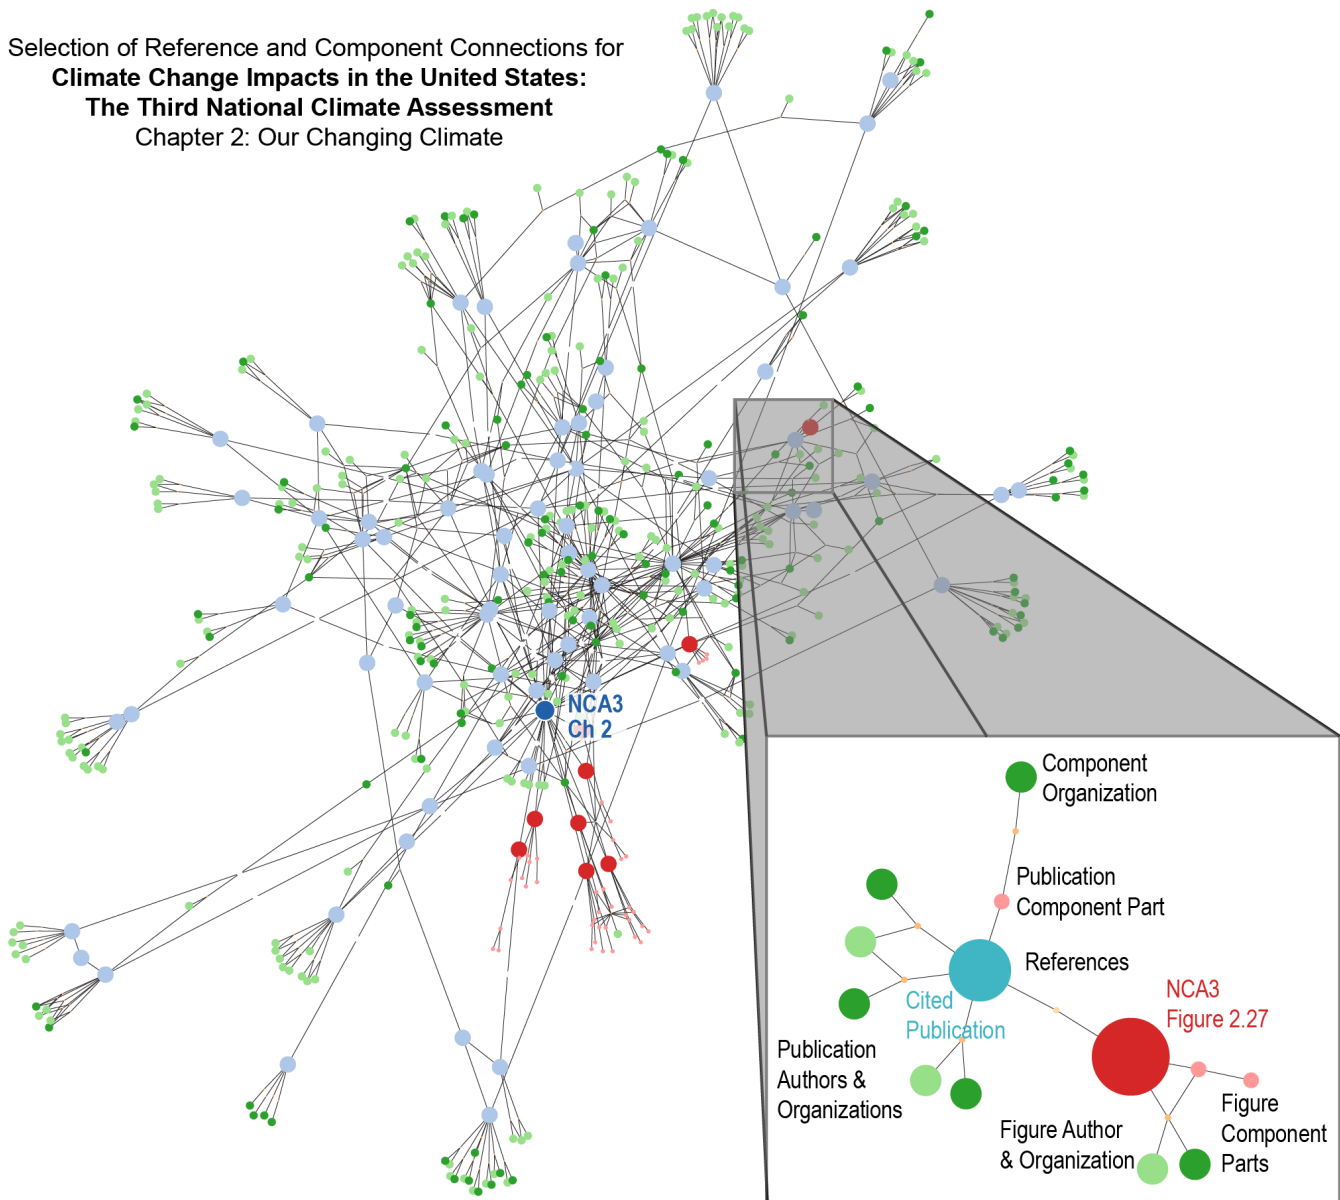 Selection of Reference and Component Connections for
Climate Change Impacts in the United States:
The Third National Climate Assessment
Chapter 2: Our Changing Climate
NCA3
Ch 2
Component
Organization
Publication
Component Part
References
Cited
Publication
NCA3
Figure 2.27
Publication
Authors &
Organizations
Figure Author
& Organization
Figure
Component
Parts